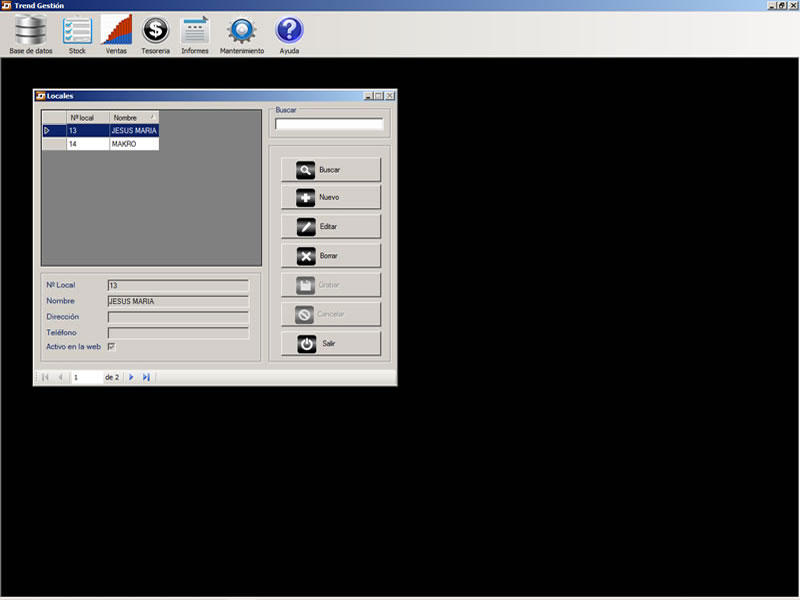 Trend Gestión
Base de datos Stock Ventas Tesoreria Informes Mantenimiento Ayuda
Locales
Nº local Nombre
13 JESUS MARIA
14 MAKRO
Buscar
Buscar
Nuevo
Editar
Borrar
Grabar
Cancelar
Salir
Nº Local 13
Nombre JESUS MARIA
Dirección
Teléfono
Activo en la web
1 de 2